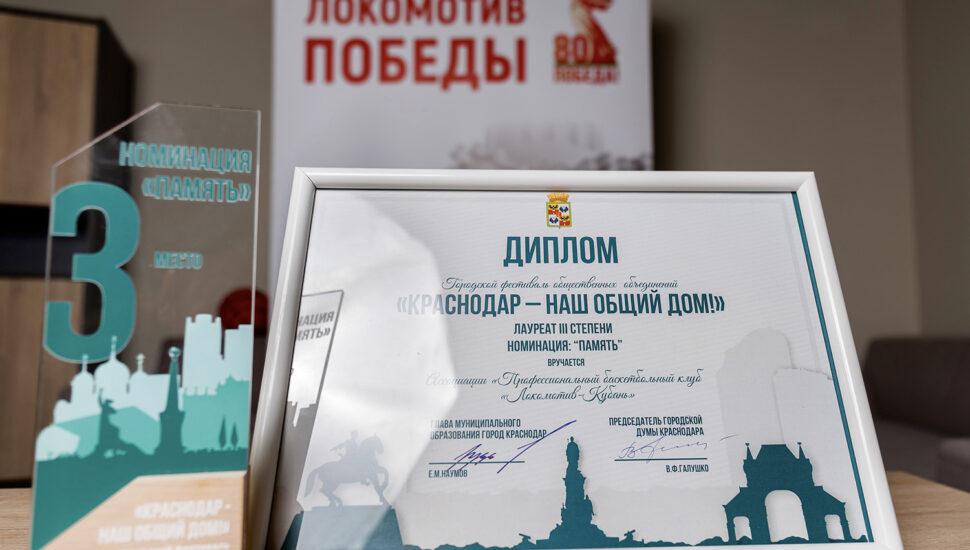 ЛОКОМОТИВ
ПОБЕДЫ
80
ПОБЕДА!
НОМИНАЦИЯ
«ПАМЯТЬ»
3
МЕСТО
«КРАСНОДАР -
НАШ ОБЩИЙ ДОМ!»
ДИПЛОМ
Городской фестиваль общественных объединений
«КРАСНОДАР – НАШ ОБЩИЙ ДОМ!»
ЛАУРЕАТ III СТЕПЕНИ
НОМИНАЦИЯ: "ПАМЯТЬ"
ВРУЧАЕТСЯ
Ассоциации «Профессиональный баскетбольный клуб
«Локомотив-Кубань»
ГЛАВА МУНИЦИПАЛЬНОГО
ОБРАЗОВАНИЯ ГОРОД КРАСНОДАР
Е.М.НАУМОВ
ПРЕДСЕДАТЕЛЬ ГОРОДСКОЙ
ДУМЫ КРАСНОДАРА
В.Ф.ГАЛУШКО